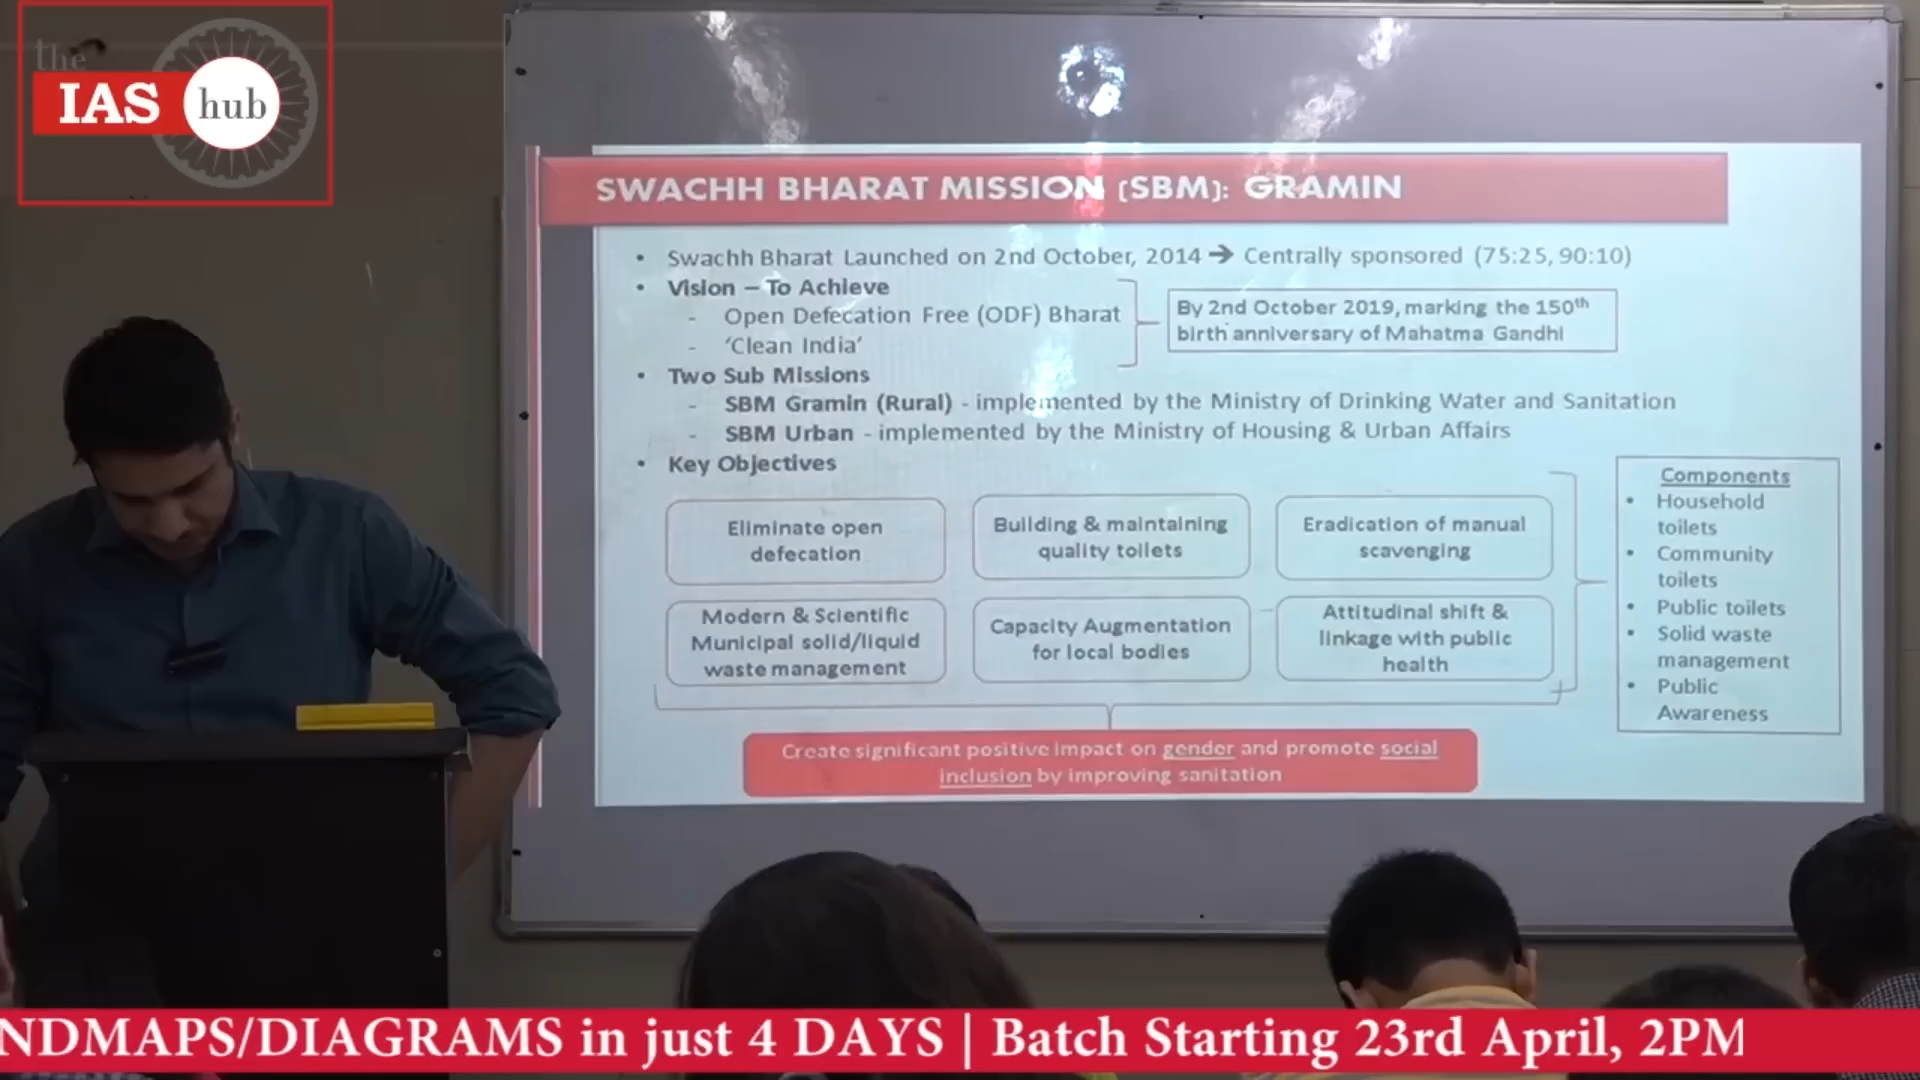 the
IAS hub
SWACHH BHARAT MISSION (SBM): GRAMIN
• Swachh Bharat Launched on 2nd October, 2014 ➔ Centrally sponsored (75:25, 90:10)
• Vision – To Achieve
- Open Defecation Free (ODF) Bharat
- ‘Clean India’
By 2nd October 2019, marking the 150th
birth anniversary of Mahatma Gandhi
• Two Sub Missions
- SBM Gramin (Rural) - implemented by the Ministry of Drinking Water and Sanitation
- SBM Urban - implemented by the Ministry of Housing & Urban Affairs
• Key Objectives
Eliminate open
defecation
Building & maintaining
quality toilets
Eradication of manual
scavenging
Modern & Scientific
Municipal solid/liquid
waste management
Capacity Augmentation
for local bodies
Attitudinal shift &
linkage with public
health
Components
• Household
toilets
• Community
toilets
• Public toilets
• Solid waste
management
• Public
Awareness
Create significant positive impact on gender and promote social
inclusion by improving sanitation
NDMAPS/DIAGRAMS in just 4 DAYS | Batch Starting 23rd April, 2PM